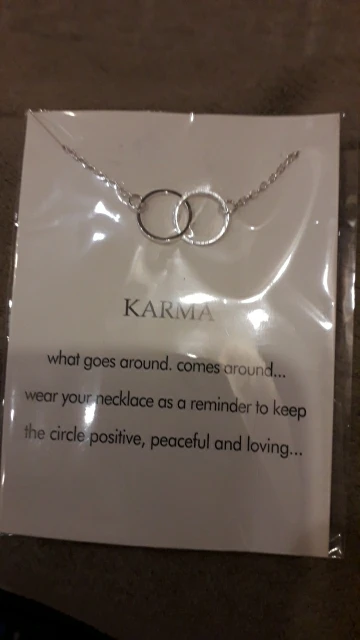 KARMA
what goes around. comes around...
wear your necklace as a reminder to keep
the circle positive, peaceful and loving...